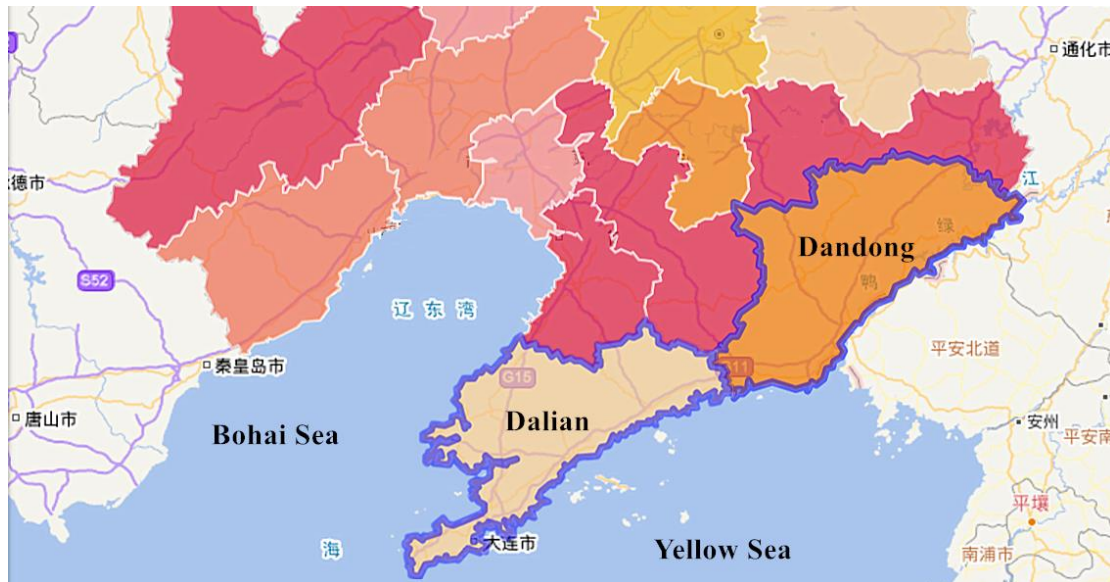 通化市
德市
江
Dandong
绿
鸭
S52
辽东湾
平安北道
秦皇岛市
G15
11
唐山市
Dalian
安州
Bohai Sea
平安南
平壤
海
大连市
Yellow Sea
南浦市